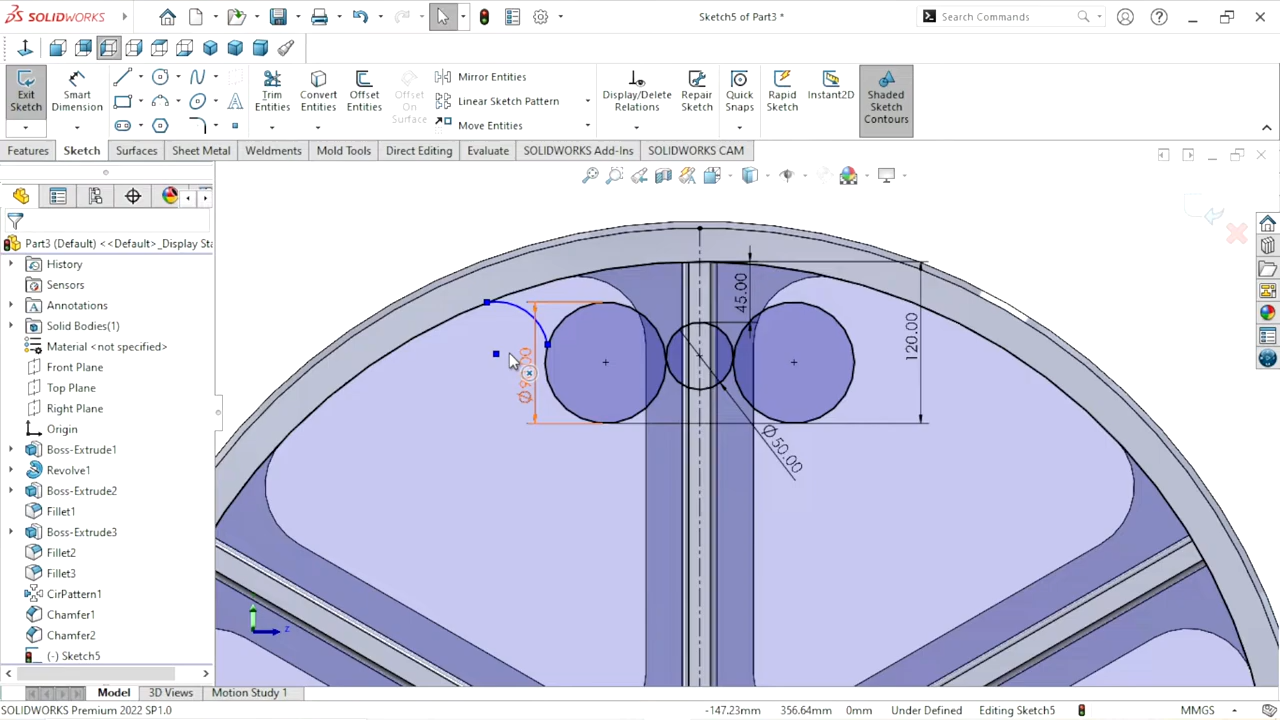 SOLIDWORKS
Sketch5 of Part3 *
Search Commands
Exit Sketch
Smart Dimension
Trim Entities
Convert Entities
Offset Entities
Offset On Surface
Mirror Entities
Linear Sketch Pattern
Move Entities
Display/Delete Relations
Repair Sketch
Quick Snaps
Rapid Sketch
Instant2D
Shaded Sketch Contours
Features
Sketch
Surfaces
Sheet Metal
Weldments
Mold Tools
Direct Editing
Evaluate
SOLIDWORKS Add-Ins
SOLIDWORKS CAM
Part3 (Default) <<Default>_Display Sta
History
Sensors
Annotations
Solid Bodies(1)
Material <not specified>
Front Plane
Top Plane
Right Plane
Origin
Boss-Extrude1
Revolve1
Boss-Extrude2
Fillet1
Boss-Extrude3
Fillet2
Fillet3
CirPattern1
Chamfer1
Chamfer2
(-) Sketch5
45.00
120.00
Ø50.00
z
Model
3D Views
Motion Study 1
SOLIDWORKS Premium 2022 SP1.0
-147.23mm
356.64mm
0mm
Under Defined
Editing Sketch5
MMGS